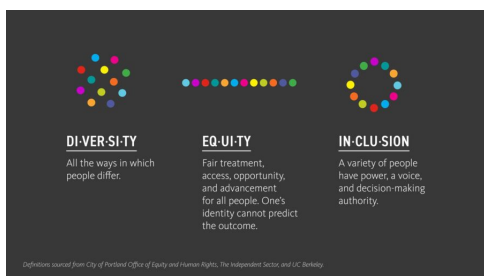 DI·VER·SI·TY
All the ways in which
people differ.
EQ·UI·TY
Fair treatment,
access, opportunity,
and advancement
for all people. One's
identity cannot predict
the outcome.
IN·CLU·SION
A variety of people
have power, a voice,
and decision-making
authority.
Definitions sourced from City of Portland Office of Equity and Human Rights, The Independent Sector, and UC Berkeley.